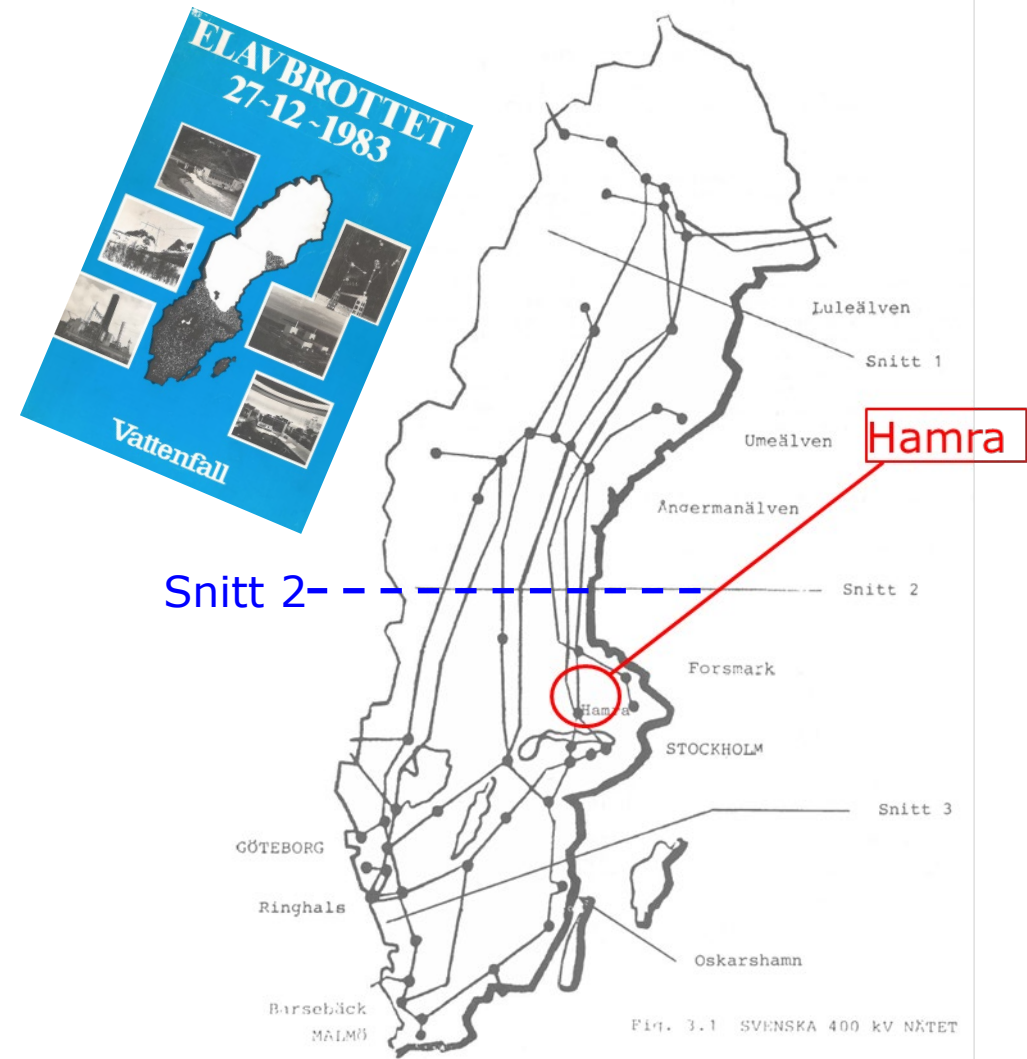 ELAVBROTTET
27-12-1983
Vattenfall
Luleälven
Snitt 1
Hamra
Umeälven
Ångermanälven
Snitt 2
Snitt 2
Forsmark
Hamra
STOCKHOLM
Snitt 3
GÖTEBORG
Ringhals
Oskarshamn
Barsebäck
MALMÖ
Fig. 3.1 SVENSKA 400 kV NÄTET